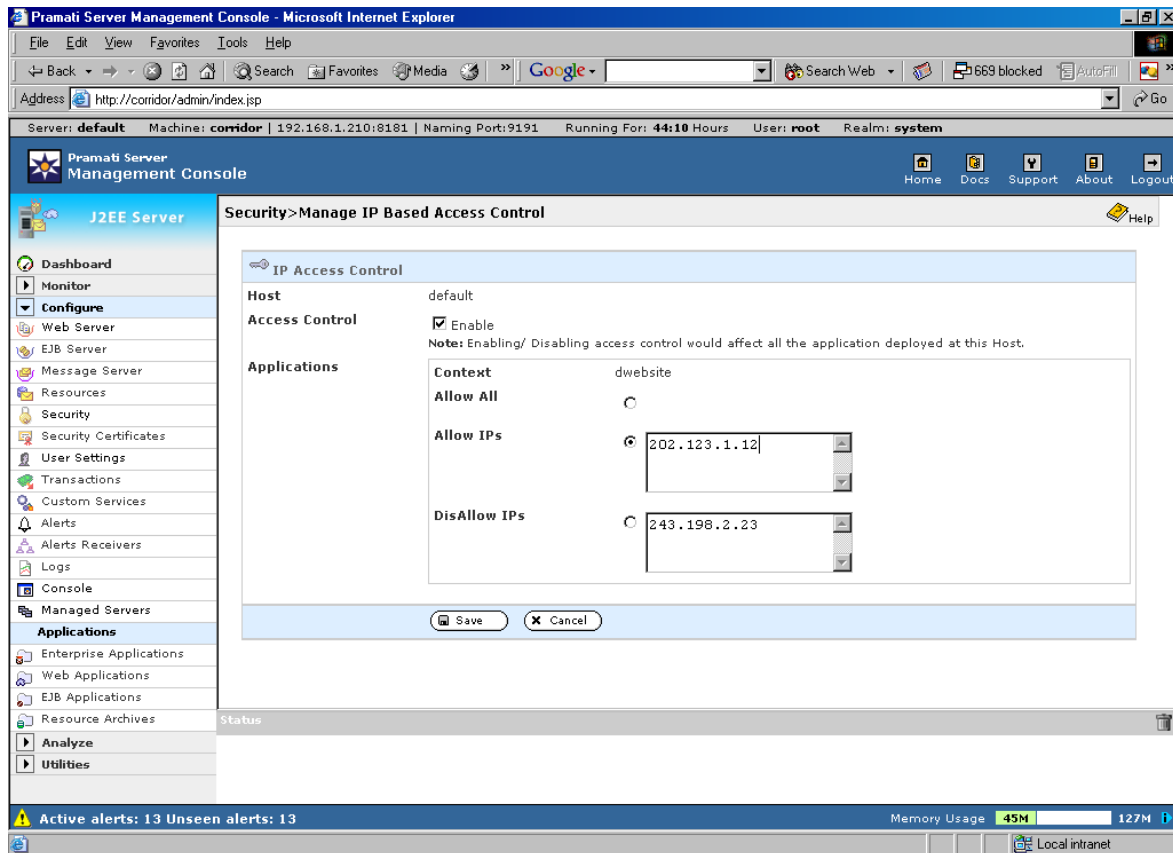 Pramati Server Management Console - Microsoft Internet Explorer
File Edit View Favorites Tools Help
Back Search Favorites Media » Google Search Web 669 blocked AutoFill »
Address http://corridor/admin/index.jsp Go
Server: default Machine: corridor | 192.168.1.210:8181 | Naming Port:9191 Running For: 44:10 Hours User: root Realm: system
Pramati Server
Management Console
Home Docs Support About Logout
J2EE Server
Security>Manage IP Based Access Control
Help
Dashboard
Monitor
Configure
Web Server
EJB Server
Message Server
Resources
Security
Security Certificates
User Settings
Transactions
Custom Services
Alerts
Alerts Receivers
Logs
Console
Managed Servers
Applications
Enterprise Applications
Web Applications
EJB Applications
Resource Archives
Analyze
Utilities
IP Access Control
Host default
Access Control Enable
Note: Enabling/ Disabling access control would affect all the application deployed at this Host.
Applications
Context dwebsite
Allow All
Allow IPs 202.123.1.12
DisAllow IPs 243.198.2.23
Save Cancel
Status
Active alerts: 13 Unseen alerts: 13
Memory Usage 45M 127M
Local intranet